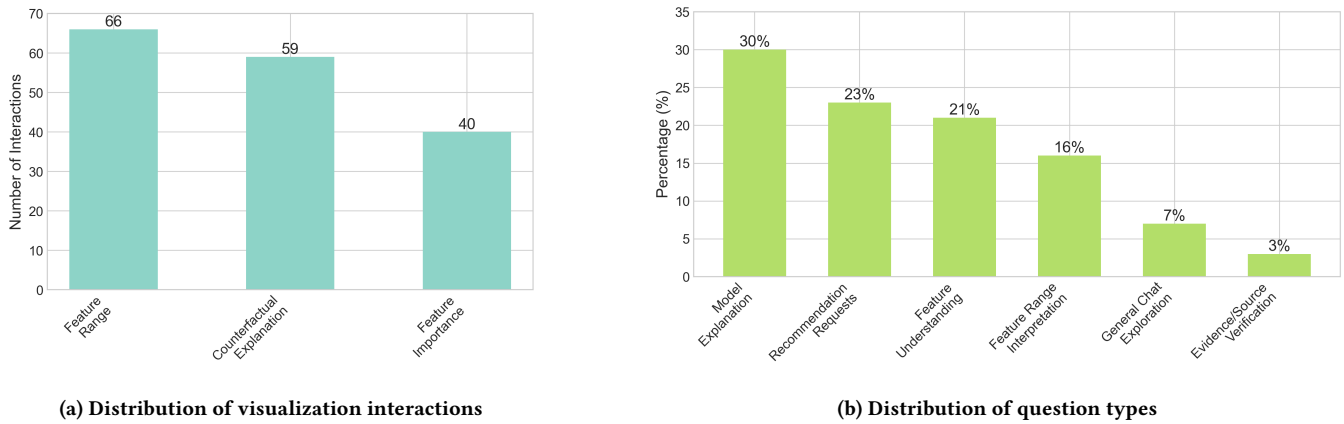 70
60
50
40
30
20
10
0
Number of Interactions
66
59
40
Feature
Range
Counterfactual
Explanation
Feature
Importance
(a) Distribution of visualization interactions
35
30
25
20
15
10
5
0
Percentage (%)
30%
23%
21%
16%
7%
3%
Model
Explanation
Recommendation
Requests
Feature
Understanding
Feature Range
Interpretation
General Chat
Exploration
Evidence/Source
Verification
(b) Distribution of question types